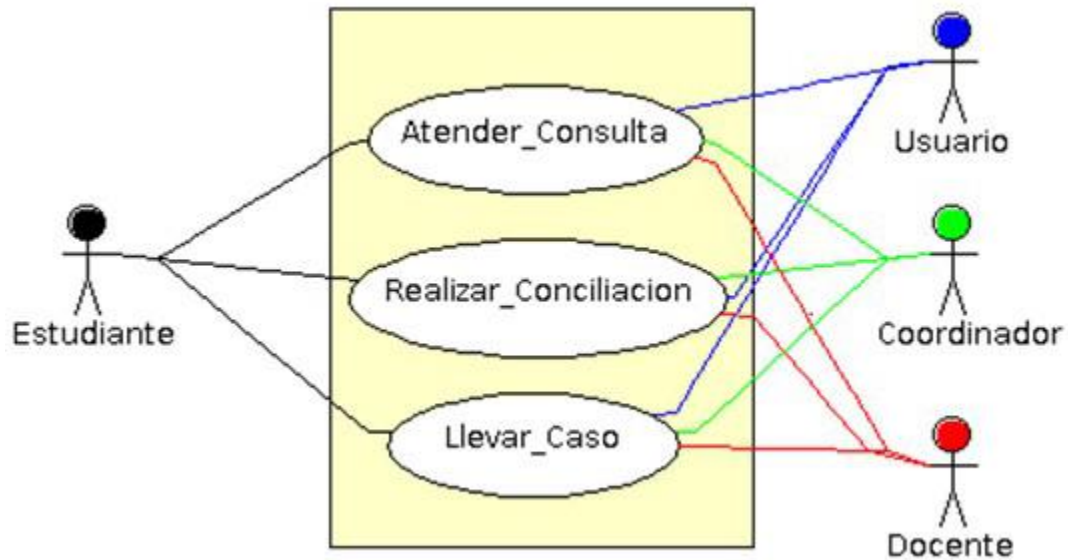 Atender_Consulta
Usuario
Realizar_Conciliacion
Estudiante
Coordinador
Llevar_Caso
Docente